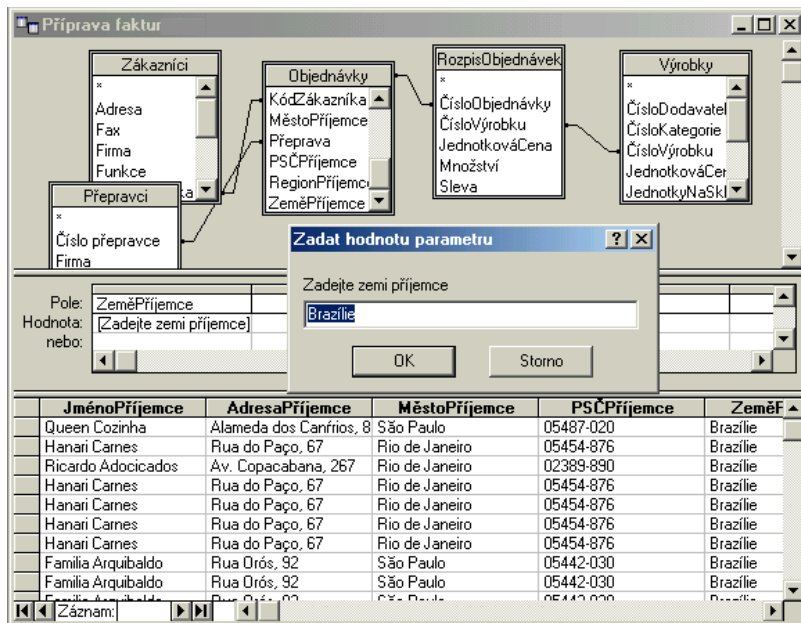 Příprava faktur
Zákazníci
*
Adresa
Fax
Firma
Funkce
Přepravci
*
Číslo přepravce
Firma
Objednávky
KódZákazníka
MěstoPříjemce
Přeprava
PSČPříjemce
RegionPříjemc
ZeměPříjemce
RozpisObjednávek
*
ČísloObjednávky
ČísloVýrobku
JednotkováCena
Množství
Sleva
Výrobky
*
ČísloDodavatel
ČísloKategorie
ČísloVýrobku
JednotkováCer
JednotkyNaSkl
Zadat hodnotu parametru
Zadejte zemi příjemce
Brazílie
OK Storno
Pole: ZeměPříjemce
Hodnota: [Zadejte zemi příjemce]
nebo:
JménoPříjemce AdresaPříjemce MěstoPříjemce PSČPříjemce ZeměF
Queen Cozinha Alameda dos Canŕrios, 8 São Paulo 05487-020 Brazílie
Hanari Carnes Rua do Paço, 67 Rio de Janeiro 05454-876 Brazílie
Ricardo Adocicados Av. Copacabana, 267 Rio de Janeiro 02389-890 Brazílie
Hanari Carnes Rua do Paço, 67 Rio de Janeiro 05454-876 Brazílie
Hanari Carnes Rua do Paço, 67 Rio de Janeiro 05454-876 Brazílie
Hanari Carnes Rua do Paço, 67 Rio de Janeiro 05454-876 Brazílie
Hanari Carnes Rua do Paço, 67 Rio de Janeiro 05454-876 Brazílie
Familia Arquibaldo Rua Orós, 92 São Paulo 05442-030 Brazílie
Familia Arquibaldo Rua Orós, 92 São Paulo 05442-030 Brazílie
Záznam: